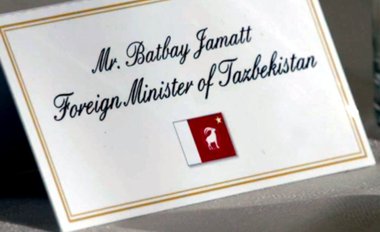 Mr. Batbay Jamatt
Foreign Minister of Tazbekistan